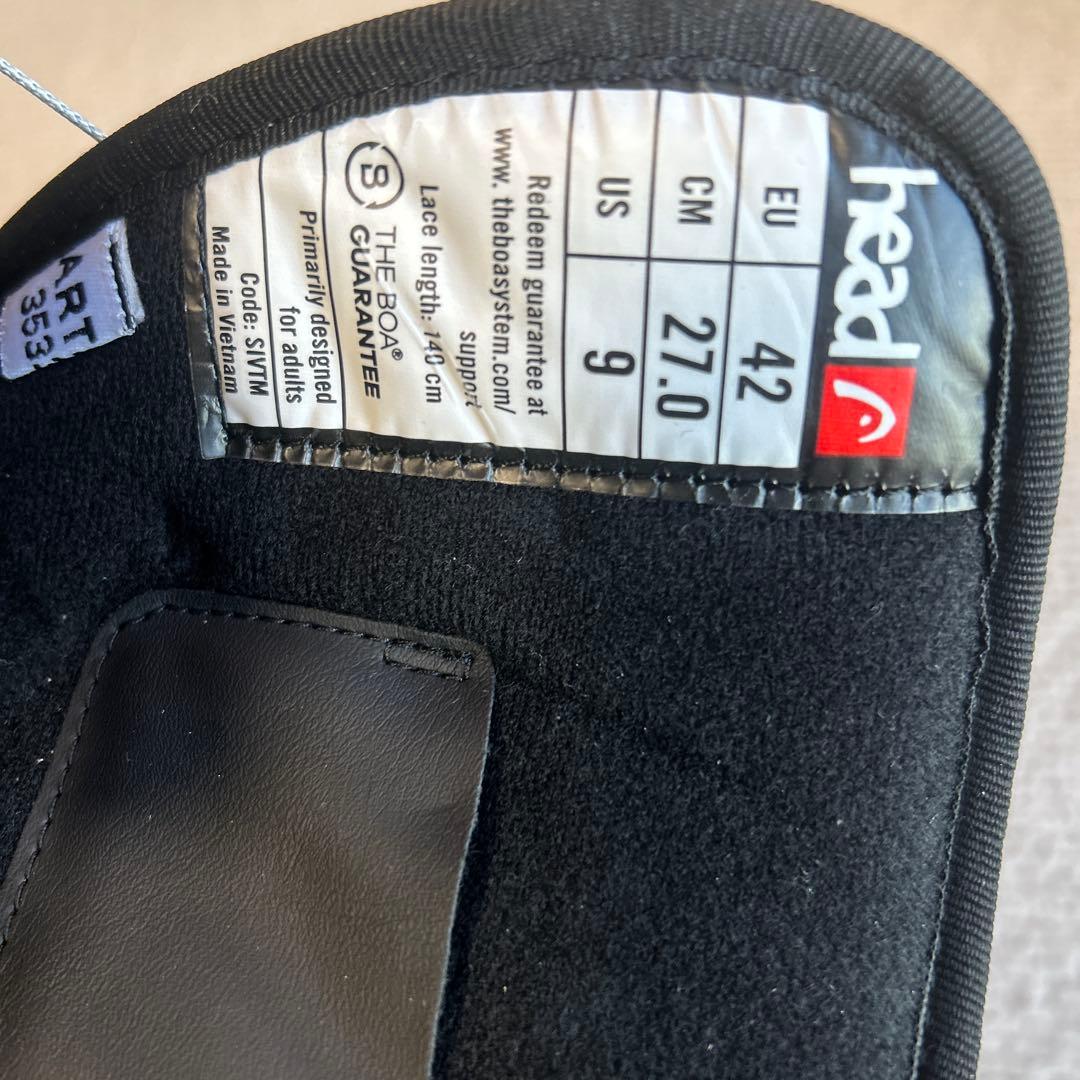 head
EU 42
CM 27.0
US 9
Redeem guarantee at
www. theboasystem.com/
support
Lace length: 140 cm
B THE BOA®
GUARANTEE
Primarily designed
for adults
Code: SIVTM
Made in Vietnam
ART
353